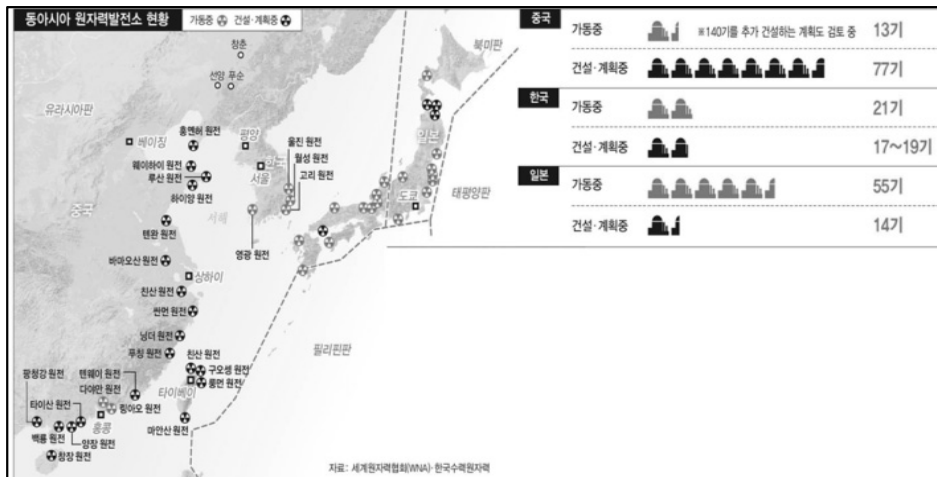 동아시아 원자력발전소 현황
가동중
건설·계획중
창춘
선양 푸순
북미판
유라시아판
베이징
홍옌허 원전
평양
울진 원전
월성 원전
고리 원전
일본
웨이하이 원전
루산 원전
하이양 원전
서울
서해
도쿄
태평양판
중국
톈완 원전
영광 원전
바아오산 원전
상하이
친산 원전
싼먼 원전
닝더 원전
푸칭 원전
친산 원전
구오셍 원전
룽먼 원전
타이베이
마안산 원전
필리핀판
팡청강 원전
톈웨이 원전
다야만 원전
타이산 원전
링아오 원전
홍콩
백룡 원전
양장 원전
창장 원전
자료: 세계원자력협회(WNA)·한국수력원자력
중국
가동중 ※140기를 추가 건설하는 계획도 검토 중 13기
건설·계획중 77기
한국
가동중 21기
건설·계획중 17~19기
일본
가동중 55기
건설·계획중 14기